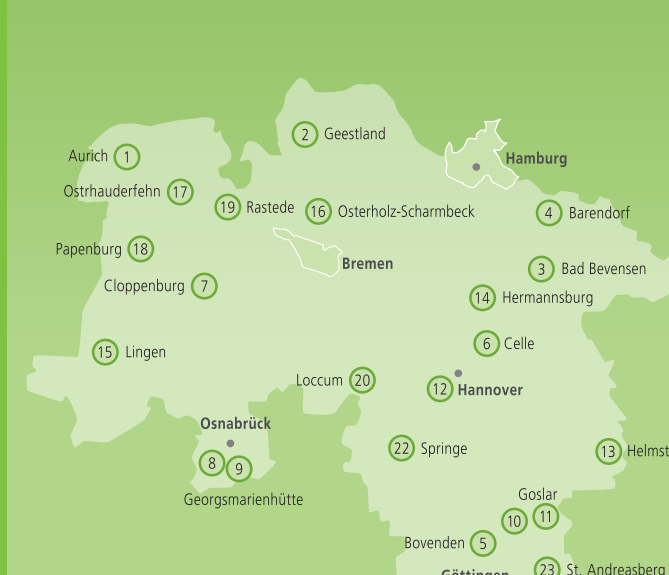 2 Geestland
Aurich 1
Hamburg
Ostrhauderfehn 17
19 Rastede
16 Osterholz-Scharmbeck
4 Barendorf
Papenburg 18
Bremen
3 Bad Bevensen
Cloppenburg 7
14 Hermannsburg
6 Celle
15 Lingen
Loccum 20
12 Hannover
Osnabrück
22 Springe
13 Helmst
8 9
Georgsmarienhütte
Goslar
10 11
Bovenden 5
Göttingen
23 St. Andreasberg